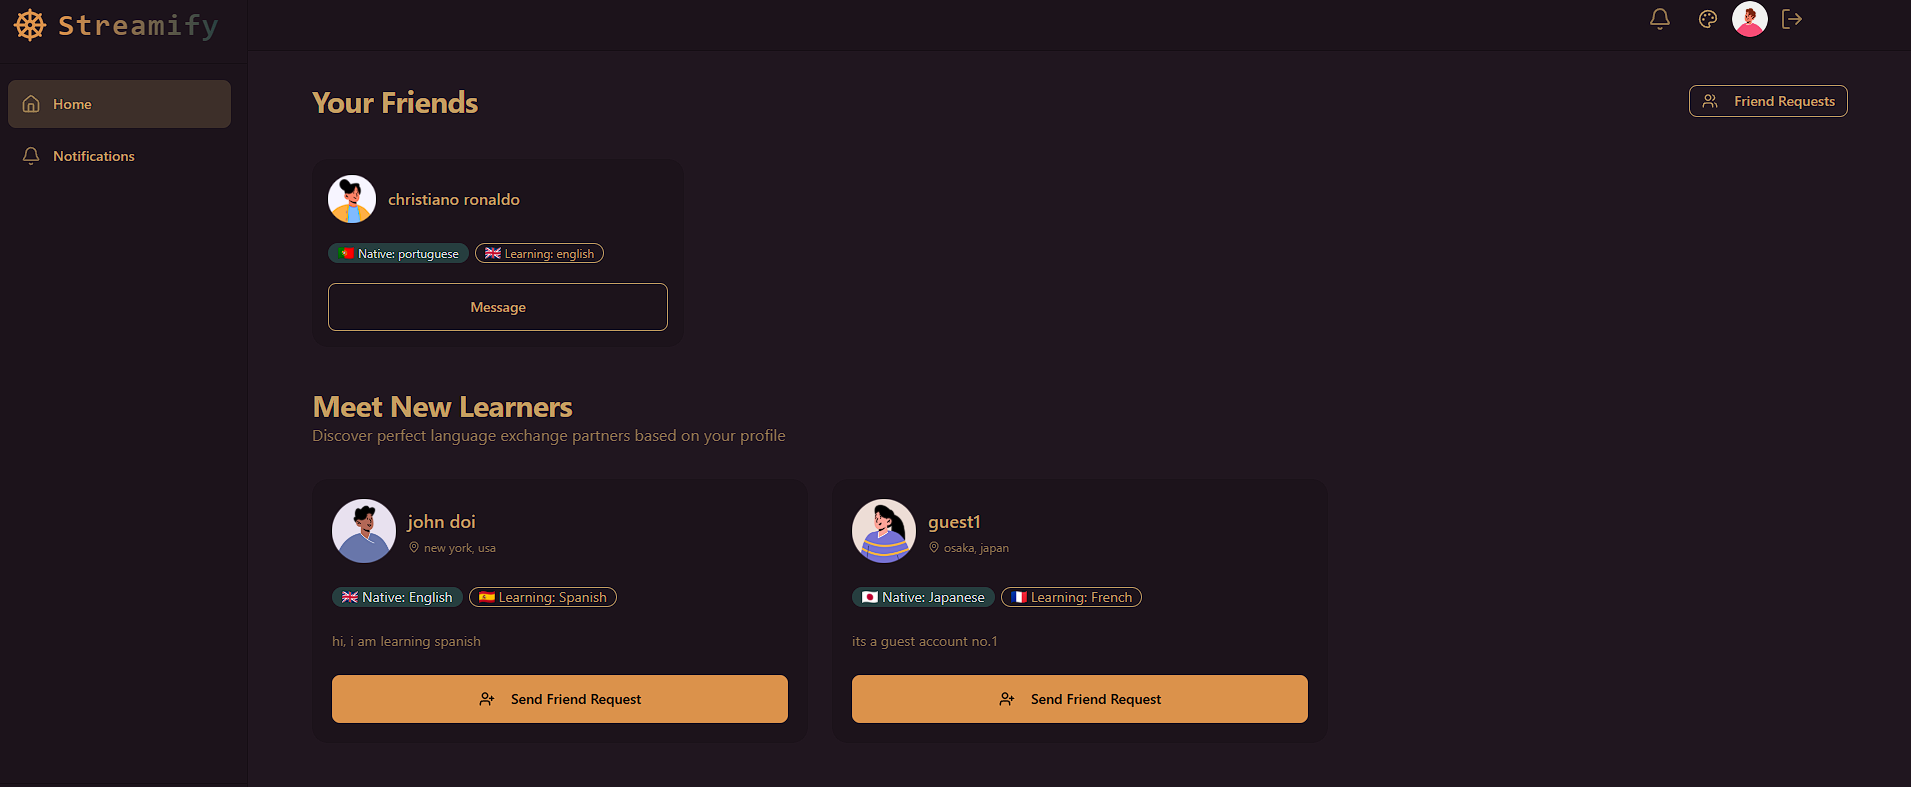 Streamify
Home
Notifications
Your Friends
Friend Requests
christiano ronaldo
Native: portuguese
Learning: english
Message
Meet New Learners
Discover perfect language exchange partners based on your profile
john doi
new york, usa
Native: English
Learning: Spanish
hi, i am learning spanish
Send Friend Request
guest1
osaka, japan
Native: Japanese
Learning: French
its a guest account no.1
Send Friend Request